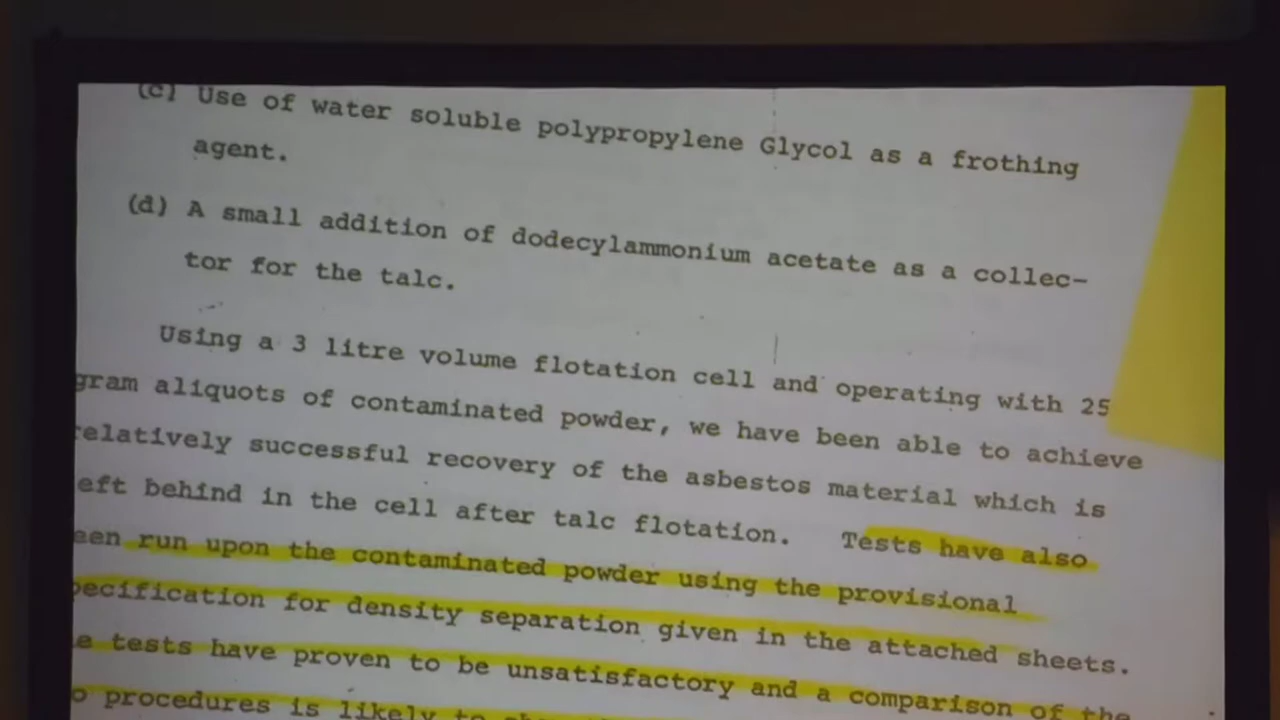 (c) Use of water soluble polypropylene Glycol as a frothing
agent.
(d) A small addition of dodecylammonium acetate as a collec-
tor for the talc.
Using a 3 litre volume flotation cell and operating with 25
gram aliquots of contaminated powder, we have been able to achieve
relatively successful recovery of the asbestos material which is
eft behind in the cell after talc flotation. Tests have also
een run upon the contaminated powder using the provisional
pecification for density separation given in the attached sheets.
e tests have proven to be unsatisfactory and a comparison of the
o procedures is likely to